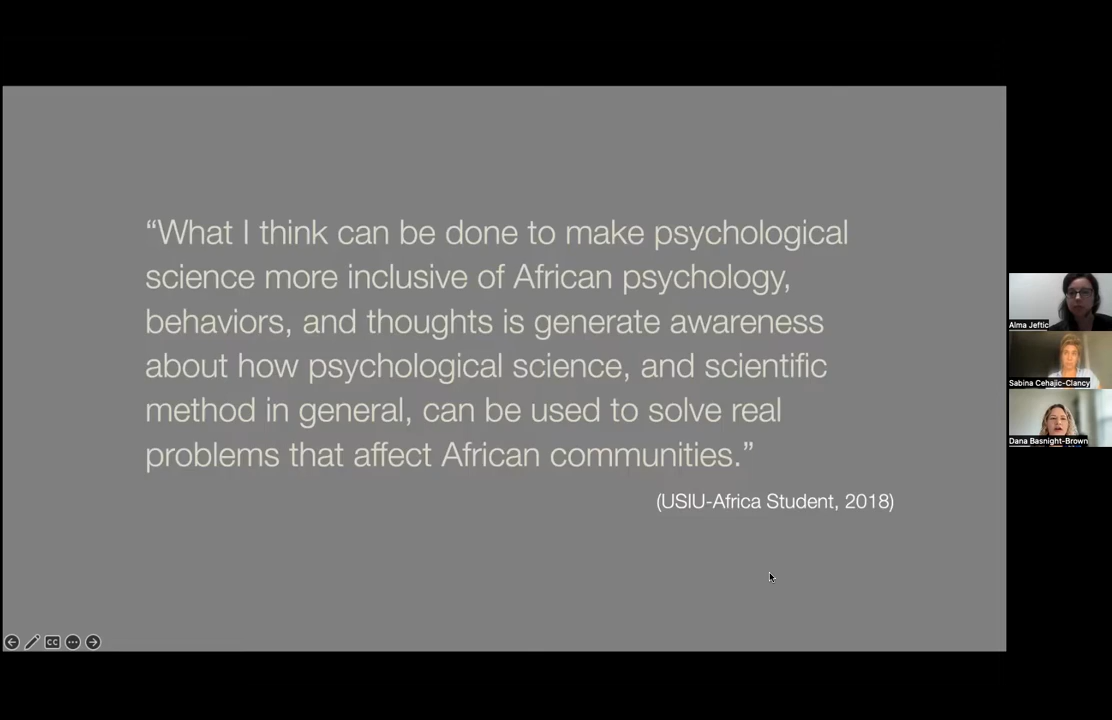 “What I think can be done to make psychological
science more inclusive of African psychology,
behaviors, and thoughts is generate awareness
about how psychological science, and scientific
method in general, can be used to solve real
problems that affect African communities.”
(USIU-Africa Student, 2018)
Alma Jeftic
Sabina Cehajic-Clancy
Dana Basnight-Brown
CC